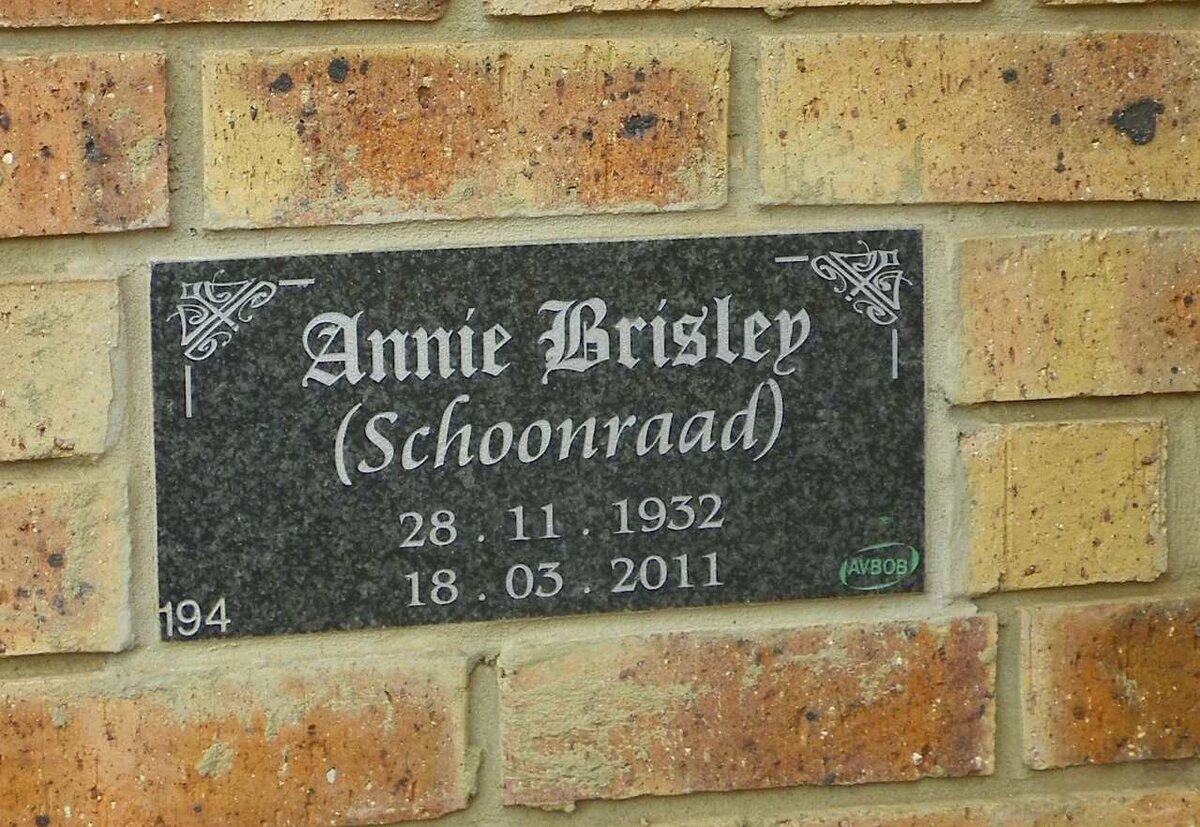 Annie Brisley
(Schoonraad)
28 . 11 . 1932
18 . 03 . 2011
AVBOB
194